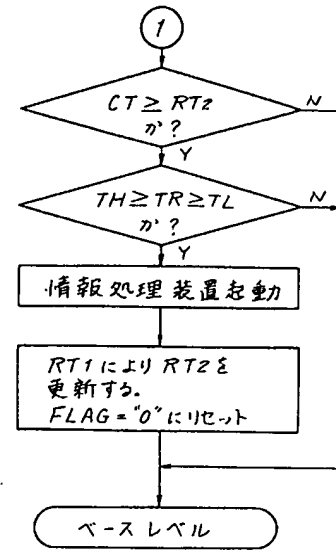 1
CT ≥ RT2
か?
N
Y
TH ≥ TR ≥ TL
か?
N
Y
情報処理装置起動
RT1により RT2を
更新する。
FLAG="0"にリセット
ベースレベル